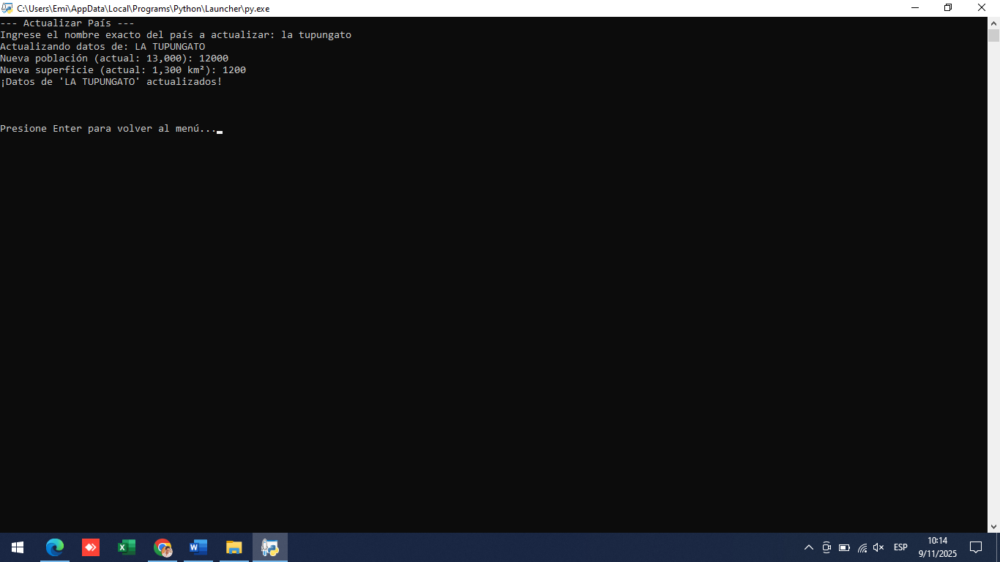 C:\Users\Emi\AppData\Local\Programs\Python\Launcher\py.exe
--- Actualizar País ---
Ingrese el nombre exacto del país a actualizar: la tupungato
Actualizando datos de: LA TUPUNGATO
Nueva población (actual: 13,000): 12000
Nueva superficie (actual: 1,300 km²): 1200
¡Datos de 'LA TUPUNGATO' actualizados!
Presione Enter para volver al menú...
ESP
10:14
9/11/2025